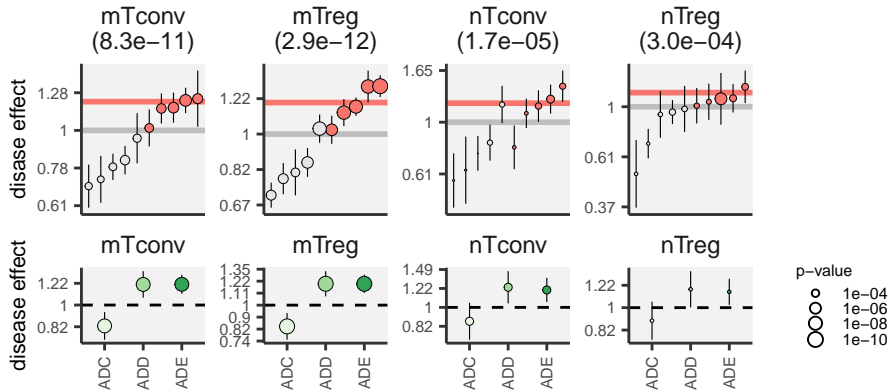 mTconv
(8.3e−11)
mTreg
(2.9e−12)
nTconv
(1.7e−05)
nTreg
(3.0e−04)
disase effect
1.28
1
0.78
0.61
1.22
1
0.82
0.67
1.65
1
0.61
1
0.61
0.37
mTconv
mTreg
nTconv
nTreg
disease effect
1.22
1
0.82
1.35
1.22
1.11
1
0.9
0.82
0.74
1.49
1.22
1
0.82
1.22
1
0.82
ADC
ADD
ADE
ADC
ADD
ADE
ADC
ADD
ADE
ADC
ADD
ADE
p−value
1e−04
1e−06
1e−08
1e−10